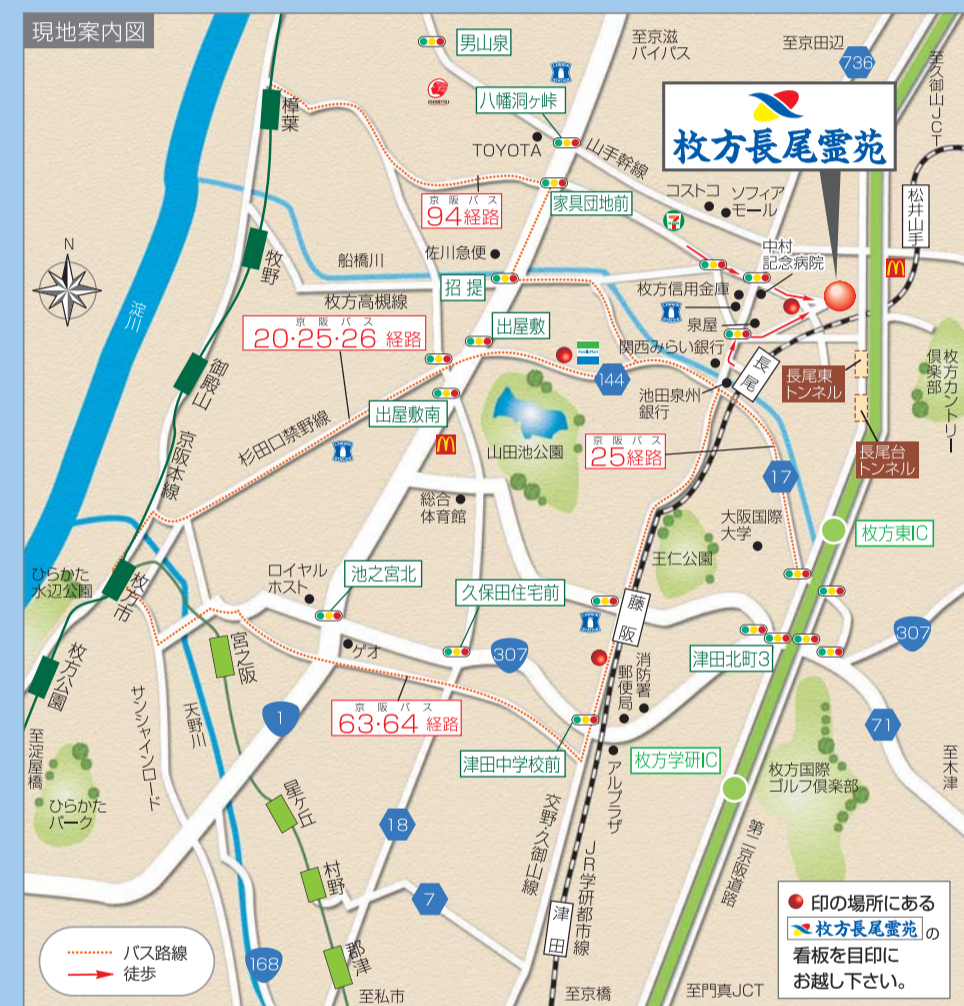 現地案内図
男山泉
至京滋
バイパス
至京田辺
736
至久御山JCT
IDEMITSU
八幡洞ヶ峠
枚方長尾霊苑
樟葉
TOYOTA
山手幹線
京阪バス
94経路
家具団地前
コストコ
ソフィア
モール
松井山手
N
牧野
船橋川
佐川急便
中村
記念病院
淀川
枚方高槻線
招提
枚方信用金庫
京阪バス
20・25・26 経路
出屋敷
泉屋
FamilyMart
関西みらい銀行
長尾
御殿山
144
長尾東
トンネル
枚方カントリー
倶楽部
出屋敷南
池田泉州
銀行
杉田口禁野線
京阪本線
山田池公園
京阪バス
25経路
長尾台
トンネル
17
総合
体育館
大阪国際
大学
枚方東IC
王仁公園
ひらかた
水辺公園
枚方市
ロイヤル
ホスト
池之宮北
久保田住宅前
藤阪
宮之阪
ゲオ
307
津田北町3
307
枚方公園
消防署
郵便局
サンシャインロード
天野川
1
京阪バス
63・64 経路
71
至淀屋橋
津田中学校前
アルプラザ
枚方学研IC
至木津
枚方国際
ゴルフ倶楽部
ひらかた
パーク
星ヶ丘
18
交野・久御山線
JR学研都市線
第二京阪道路
村野
7
津田
印の場所にある
枚方長尾霊苑の
看板を目印に
お越し下さい。
バス路線
徒歩
168
郡津
至私市
至京橋
至門真JCT